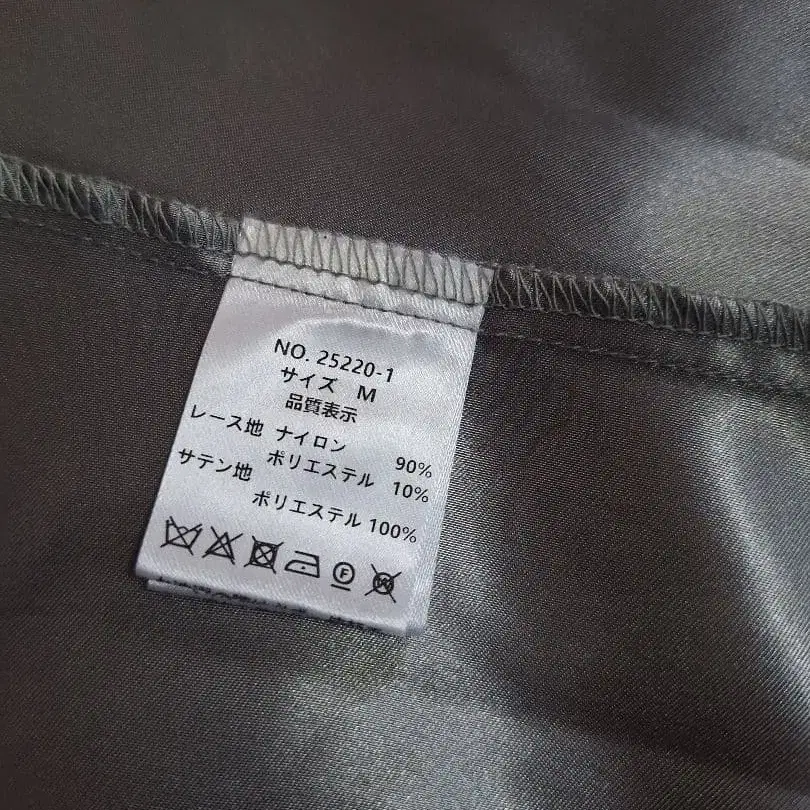 NO. 25220-1
サイズ M
品質表示
レース地 ナイロン 90%
ポリエステル 10%
サテン地
ポリエステル 100%
F
W